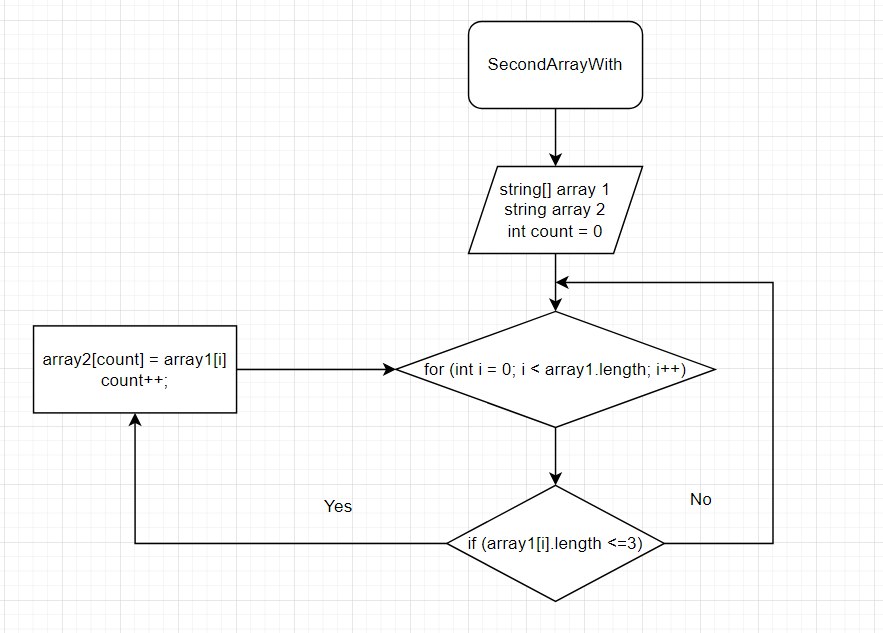 SecondArrayWith
string[] array 1
string array 2
int count = 0
array2[count] = array1[i]
count++;
for (int i = 0; i < array1.length; i++)
Yes
No
if (array1[i].length <=3)